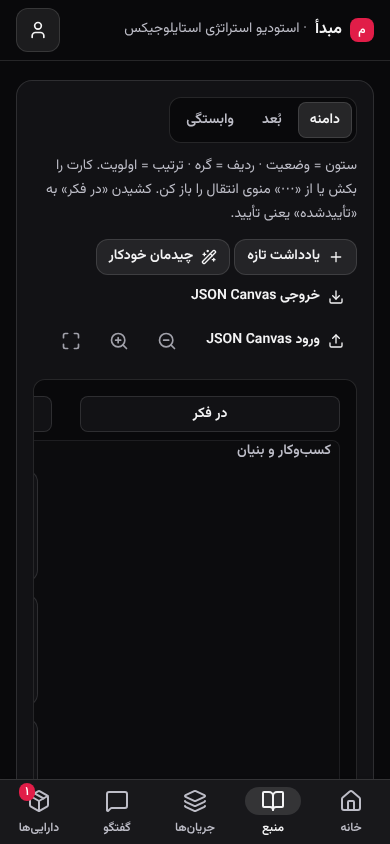 م مبدأ · استودیو استراتژی استایلوجیکس
دامنه بُعد وابستگی
ستون = وضعیت · ردیف = گره · ترتیب = اولویت. کارت را
بکش یا از «···» منوی انتقال را باز کن. کشیدن «در فکر» به
«تأییدشده» یعنی تأیید.
یادداشت تازه چیدمان خودکار
خروجی JSON Canvas
ورود JSON Canvas
در فکر
کسب‌وکار و بنیان
خانه منبع جریان‌ها گفتگو دارایی‌ها ۱